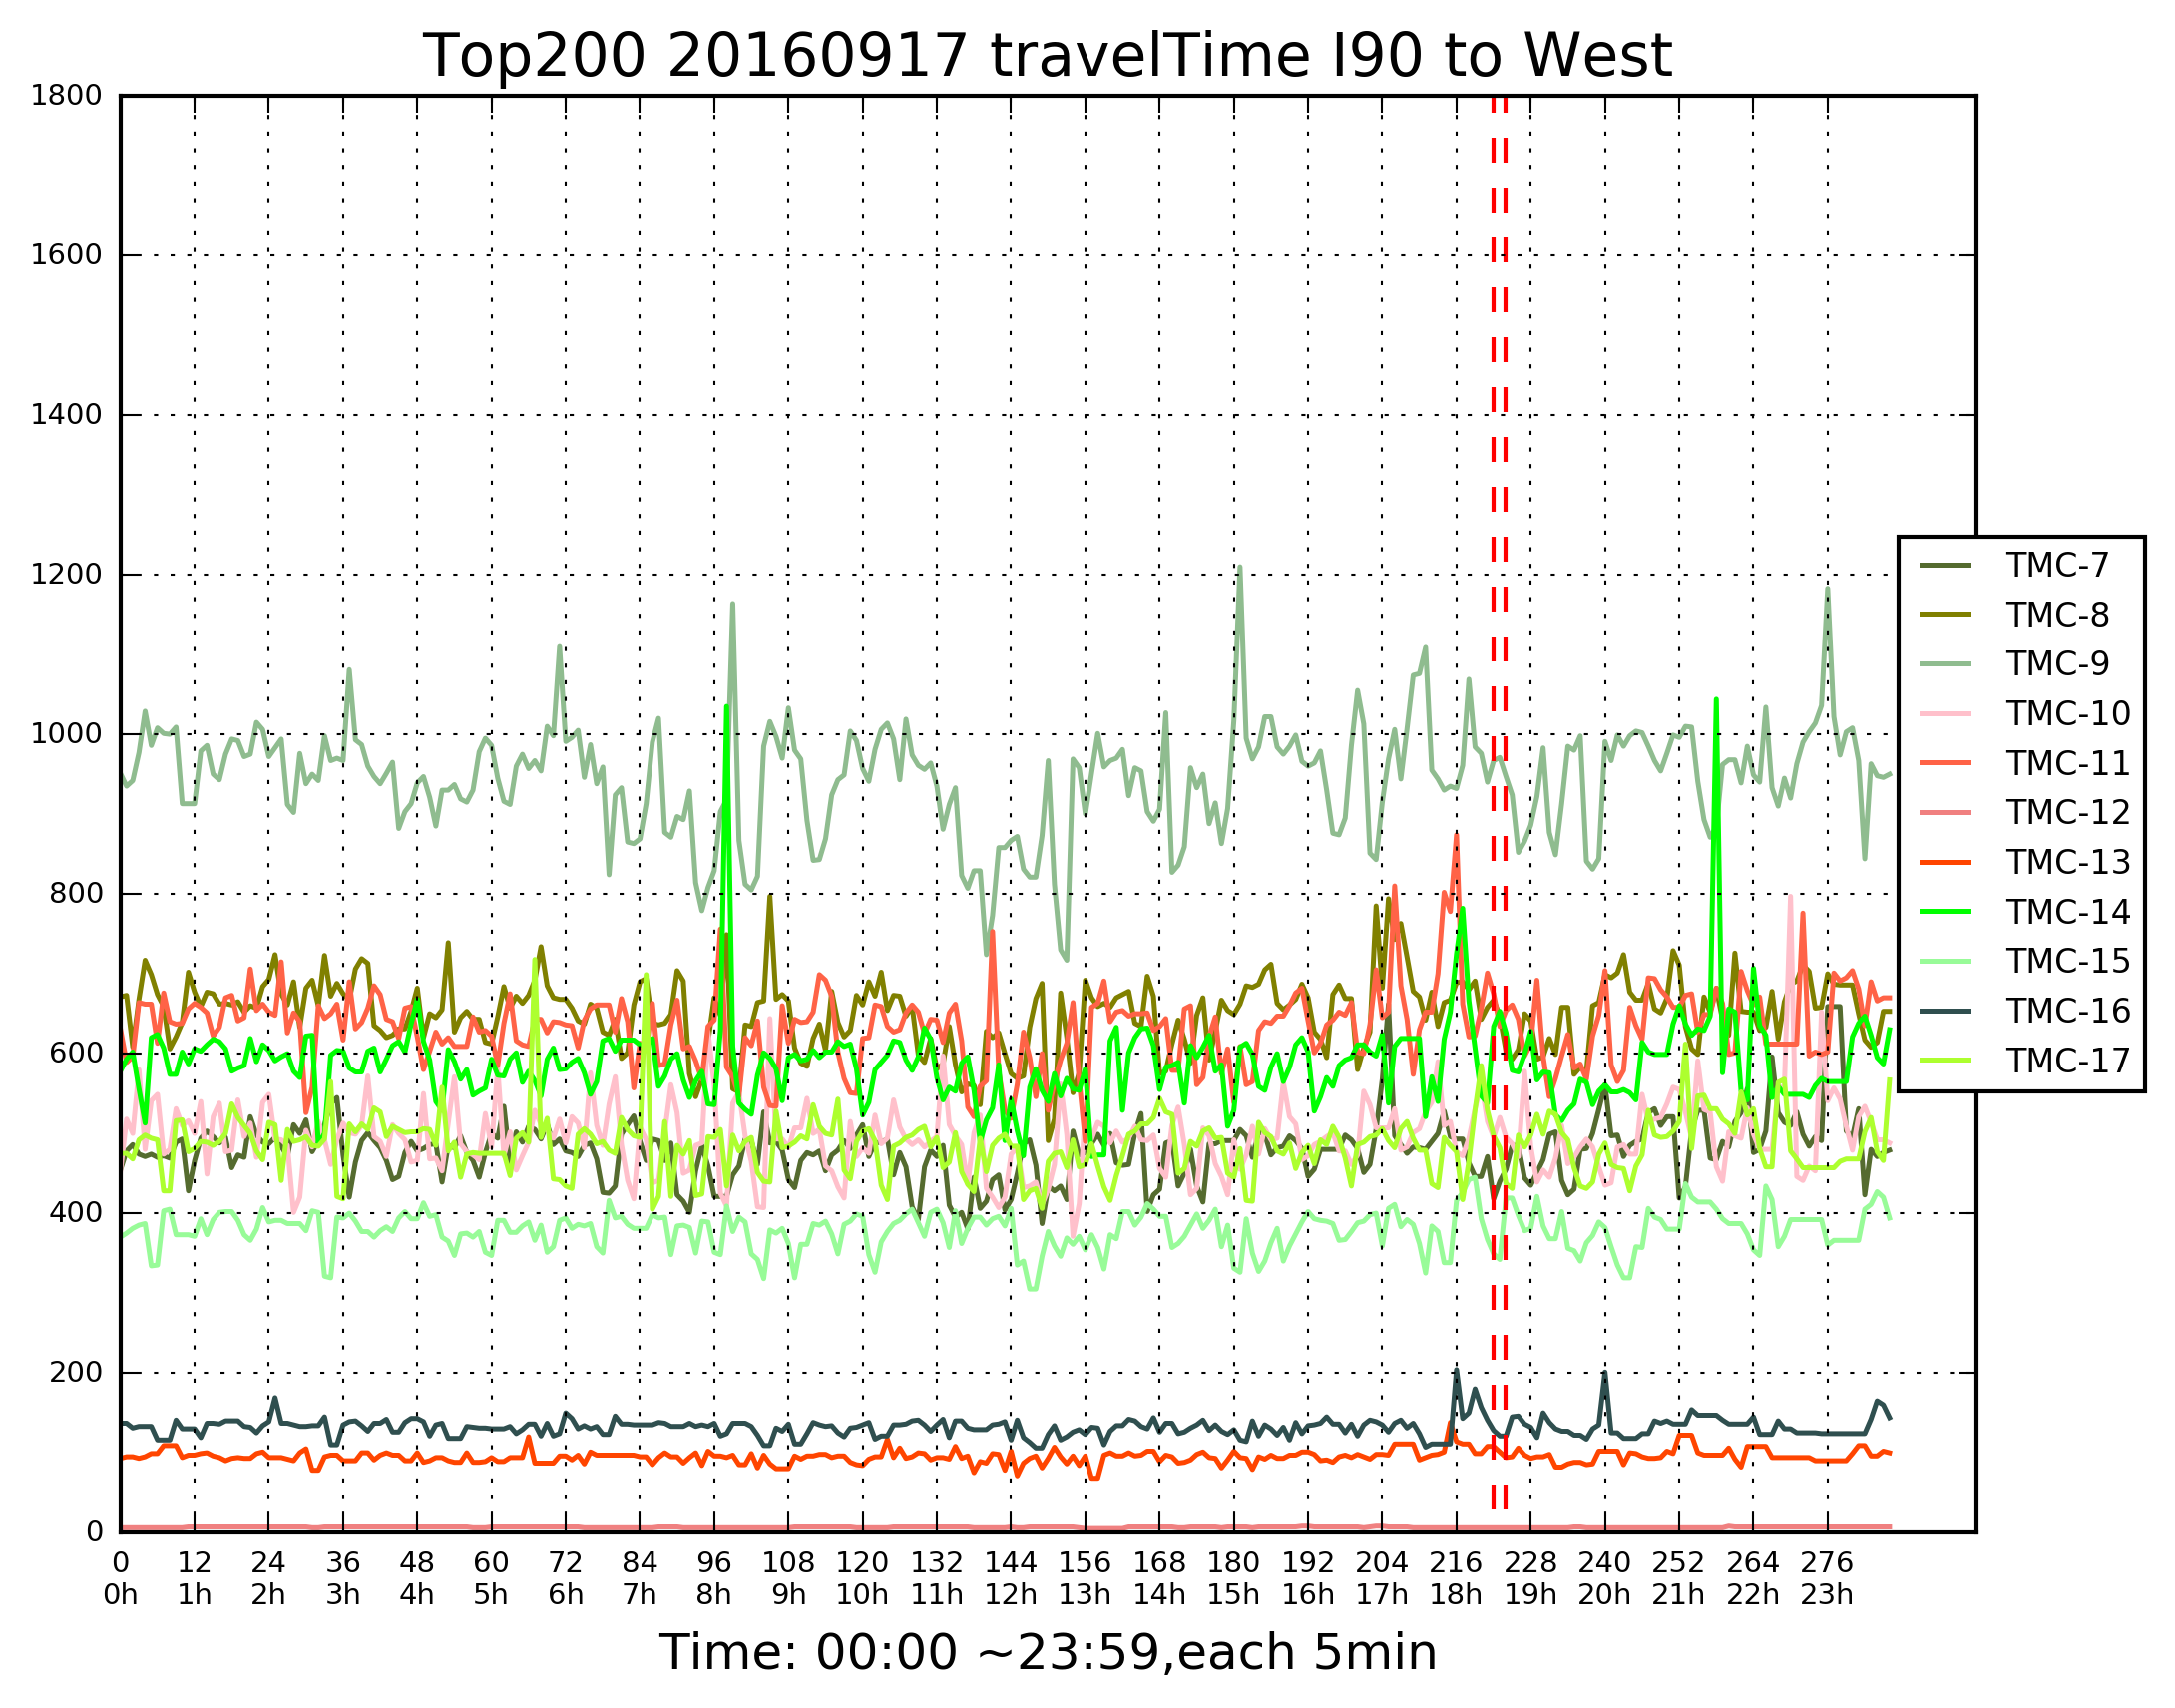 Top200 20160917 travelTime I90 to West
1800
1600
1400
1200
1000
800
600
400
200
0
TMC-7
TMC-8
TMC-9
TMC-10
TMC-11
TMC-12
TMC-13
TMC-14
TMC-15
TMC-16
TMC-17
0 12 24 36 48 60 72 84 96 108 120 132 144 156 168 180 192 204 216 228 240 252 264 276
0h 1h 2h 3h 4h 5h 6h 7h 8h 9h 10h 11h 12h 13h 14h 15h 16h 17h 18h 19h 20h 21h 22h 23h
Time: 00:00 ~23:59,each 5min